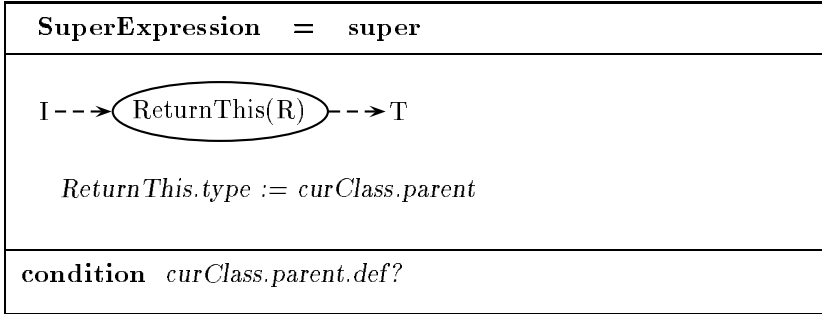 SuperExpression = super
I ReturnThis(R) T
ReturnThis.type := curClass.parent
condition curClass.parent.def?